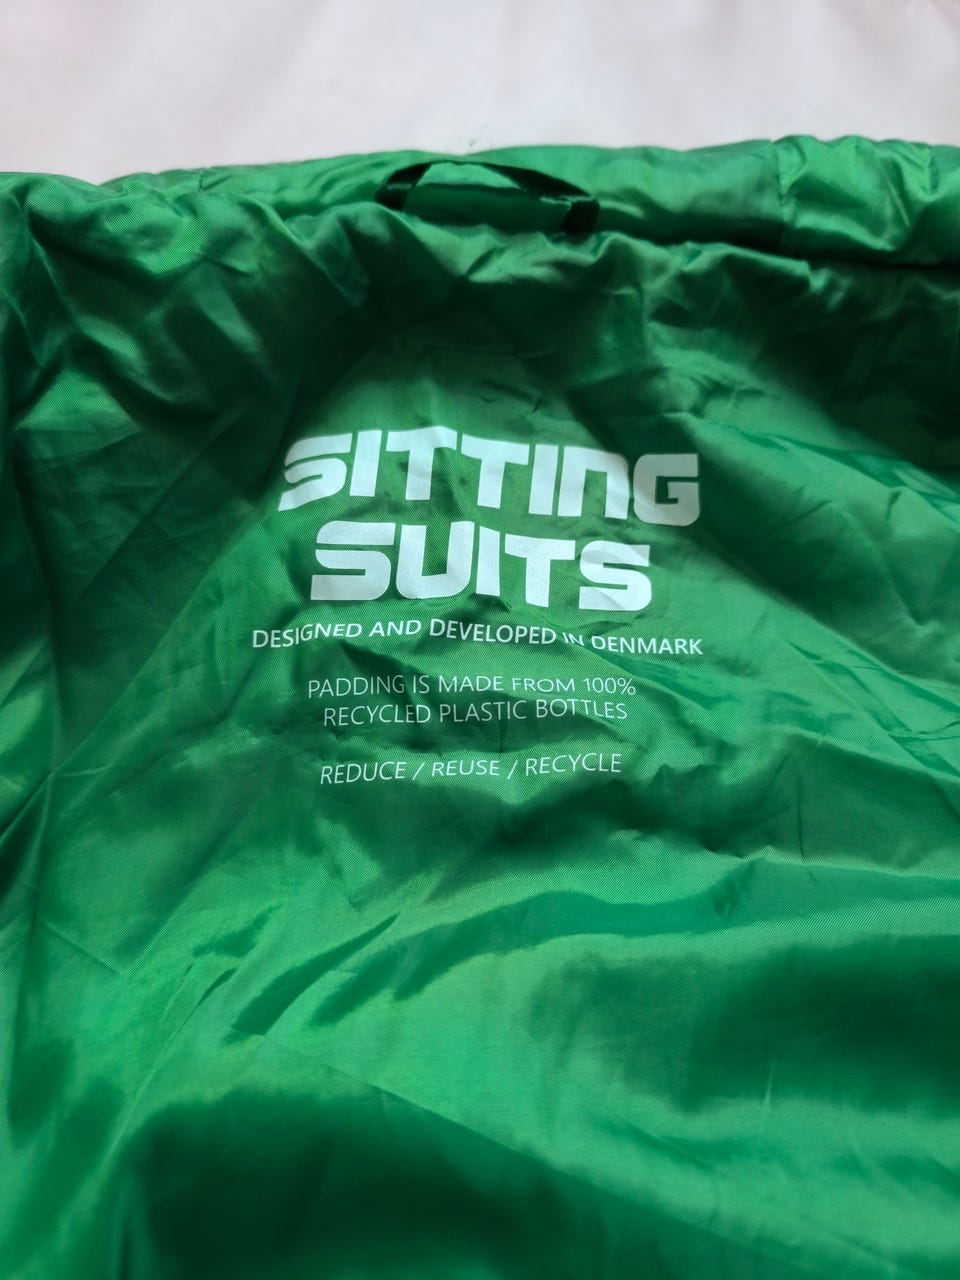 SITTING
SUITS
DESIGNED AND DEVELOPED IN DENMARK
PADDING IS MADE FROM 100%
RECYCLED PLASTIC BOTTLES
REDUCE / REUSE / RECYCLE